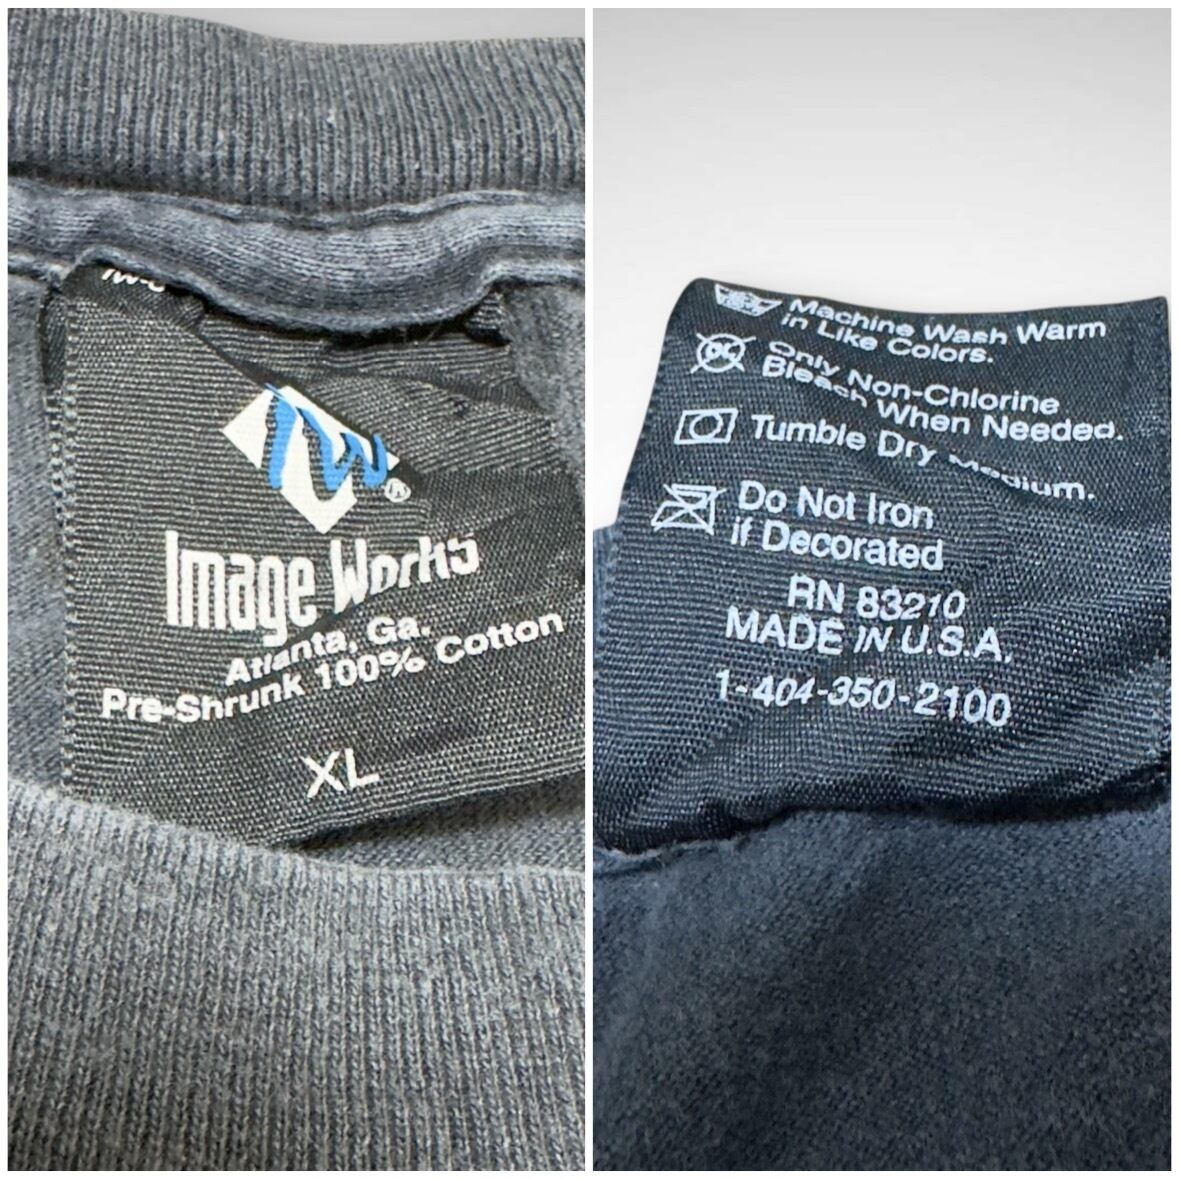 IW
®
Image Works
Atlanta, Ga.
Pre-Shrunk 100% Cotton
XL
Machine Wash Warm
in Like Colors.
Only Non-Chlorine
Bleach When Needed.
Tumble Dry Medium.
Do Not Iron
if Decorated
RN 83210
MADE IN U.S.A.
1-404-350-2100